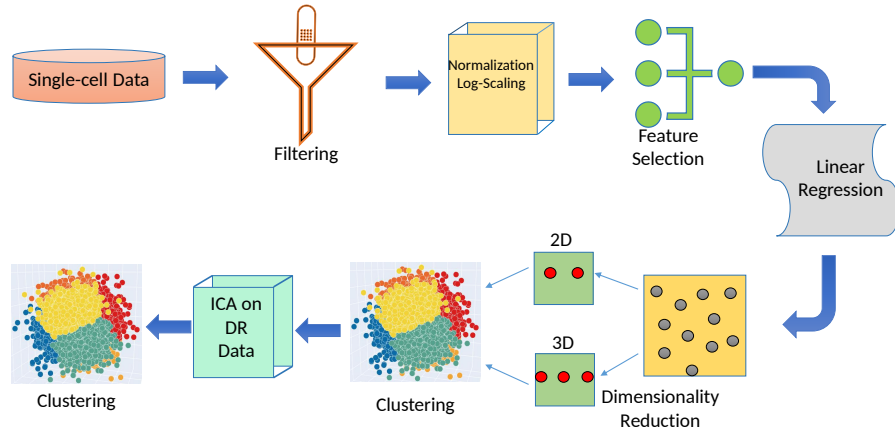 Single-cell Data
Filtering
Normalization
Log-Scaling
Feature
Selection
Linear
Regression
2D
3D
Dimensionality
Reduction
Clustering
ICA on
DR
Data
Clustering